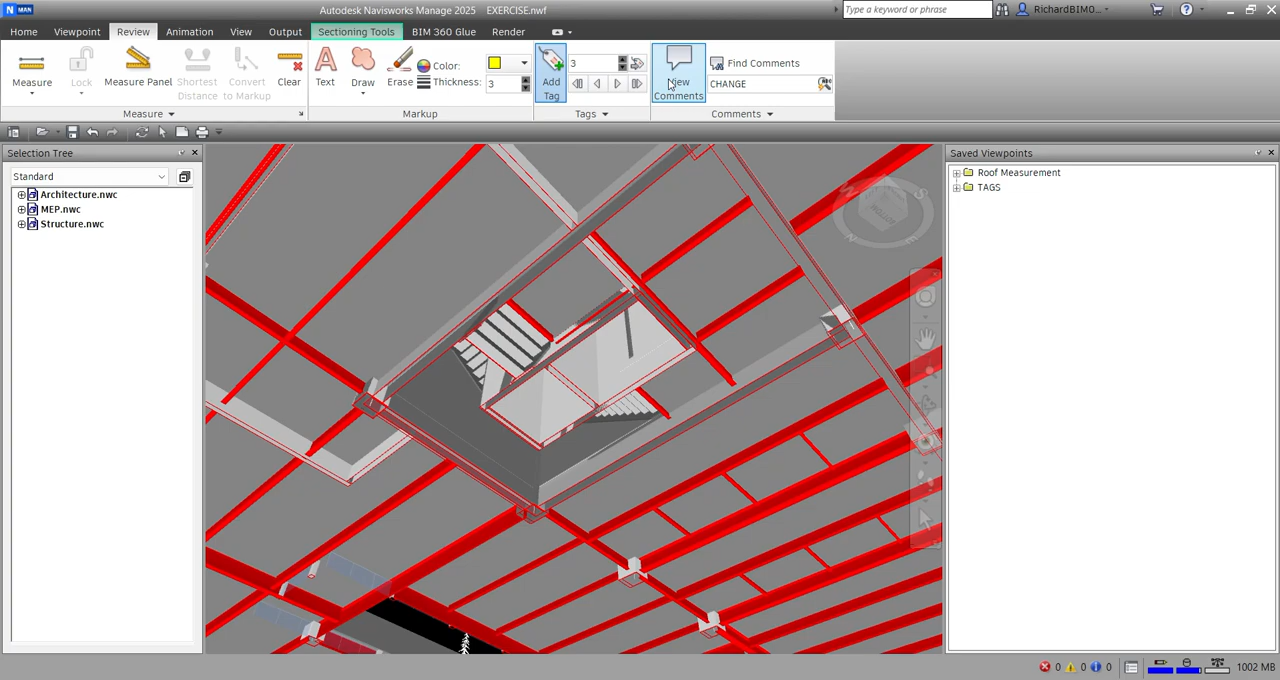 N MAN
Autodesk Navisworks Manage 2025 EXERCISE.nwf
Type a keyword or phrase
RichardBIMO...
Home Viewpoint Review Animation View Output Sectioning Tools BIM 360 Glue Render
Measure
Lock
Measure Panel
Shortest Distance
Convert to Markup
Clear
Measure
Text
Draw
Erase
Color:
Thickness: 3
Markup
Add Tag
3
Tags
New Comments
Find Comments
CHANGE
Comments
Selection Tree
Standard
Architecture.nwc
MEP.nwc
Structure.nwc
W S
N
Saved Viewpoints
Roof Measurement
TAGS
0 0 0
1002 MB